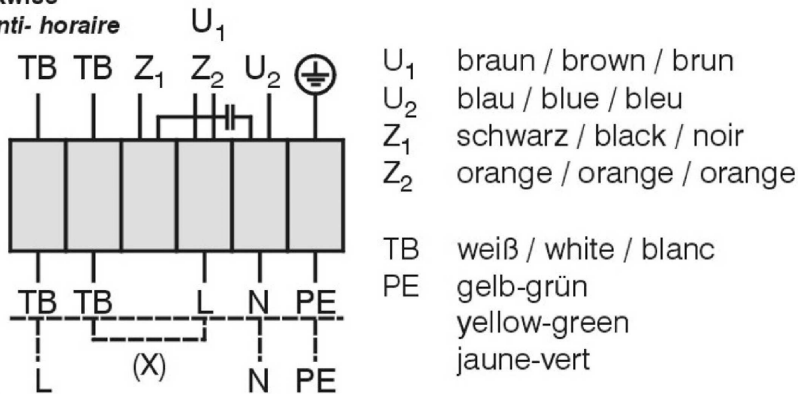 nti- horaire
U1
TB TB Z1 Z2 U2
TB TB L N PE
(X)
L N PE
U1 braun / brown / brun
U2 blau / blue / bleu
Z1 schwarz / black / noir
Z2 orange / orange / orange
TB weiß / white / blanc
PE gelb-grün
yellow-green
jaune-vert